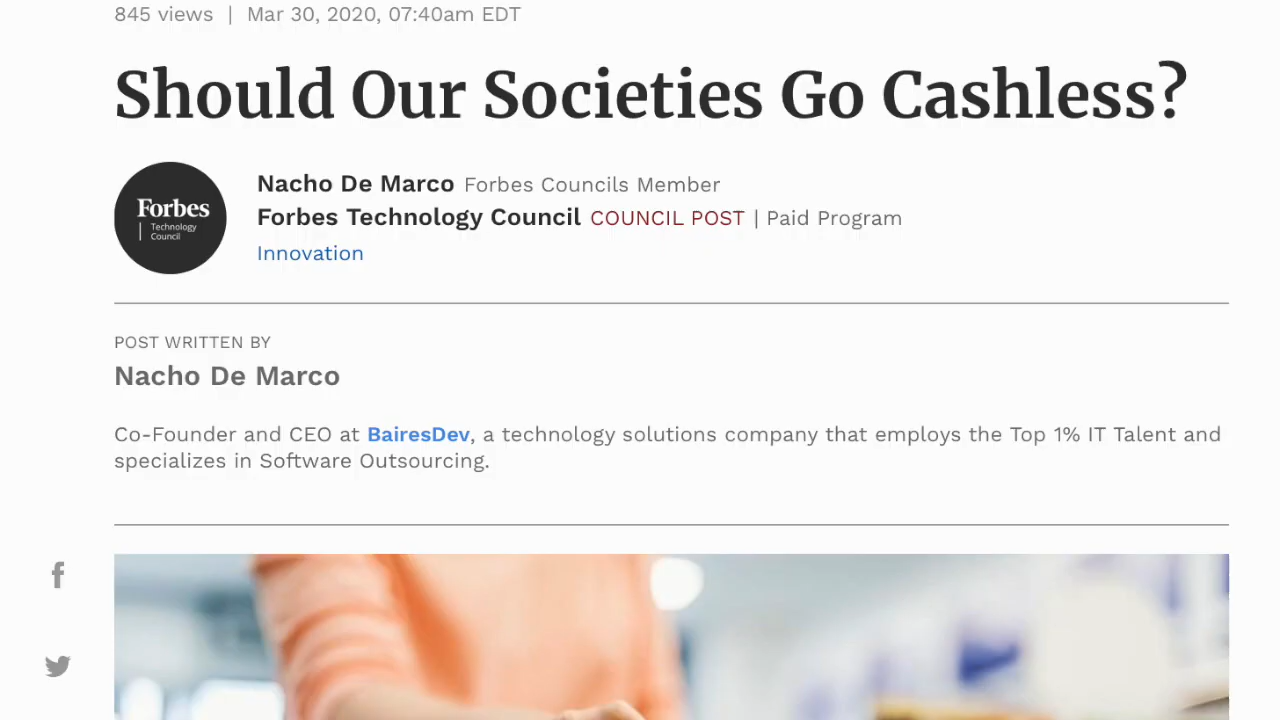 845 views | Mar 30, 2020, 07:40am EDT
Should Our Societies Go Cashless?
Forbes
Technology
Council
Nacho De Marco Forbes Councils Member
Forbes Technology Council COUNCIL POST | Paid Program
Innovation
POST WRITTEN BY
Nacho De Marco
Co-Founder and CEO at BairesDev, a technology solutions company that employs the Top 1% IT Talent and
specializes in Software Outsourcing.